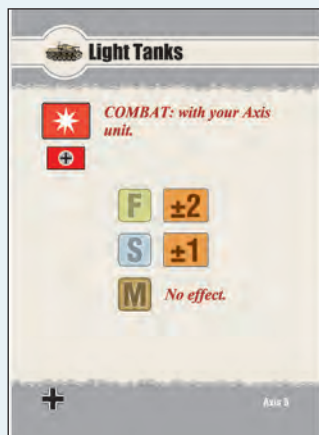 Light Tanks
COMBAT: with your Axis
unit.
F ±2
S ±1
M No effect.
Axis 5